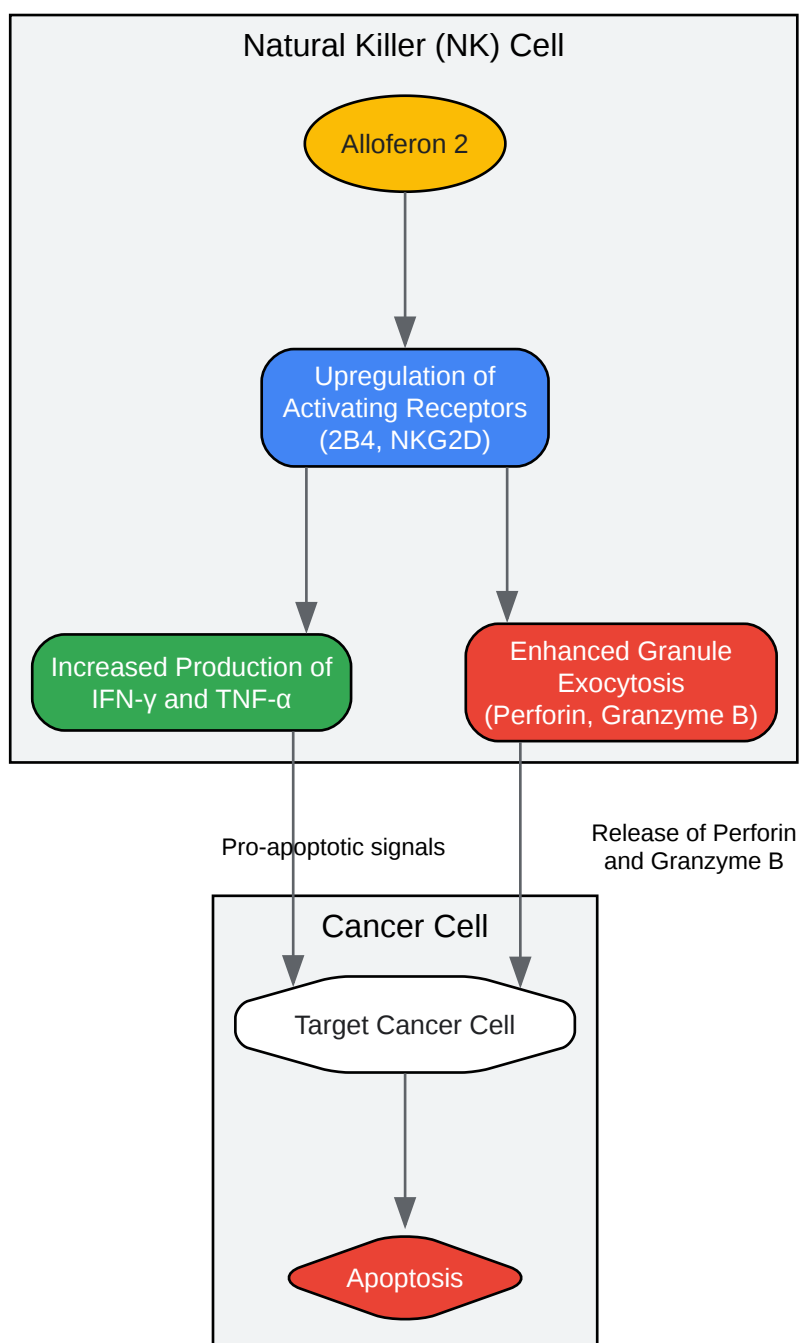 Natural Killer (NK) Cell
Alloferon 2
Upregulation of
Activating Receptors
(2B4, NKG2D)
Increased Production of
IFN-γ and TNF-α
Enhanced Granule
Exocytosis
(Perforin, Granzyme B)
Pro-apoptotic signals
Release of Perforin
and Granzyme B
Cancer Cell
Target Cancer Cell
Apoptosis